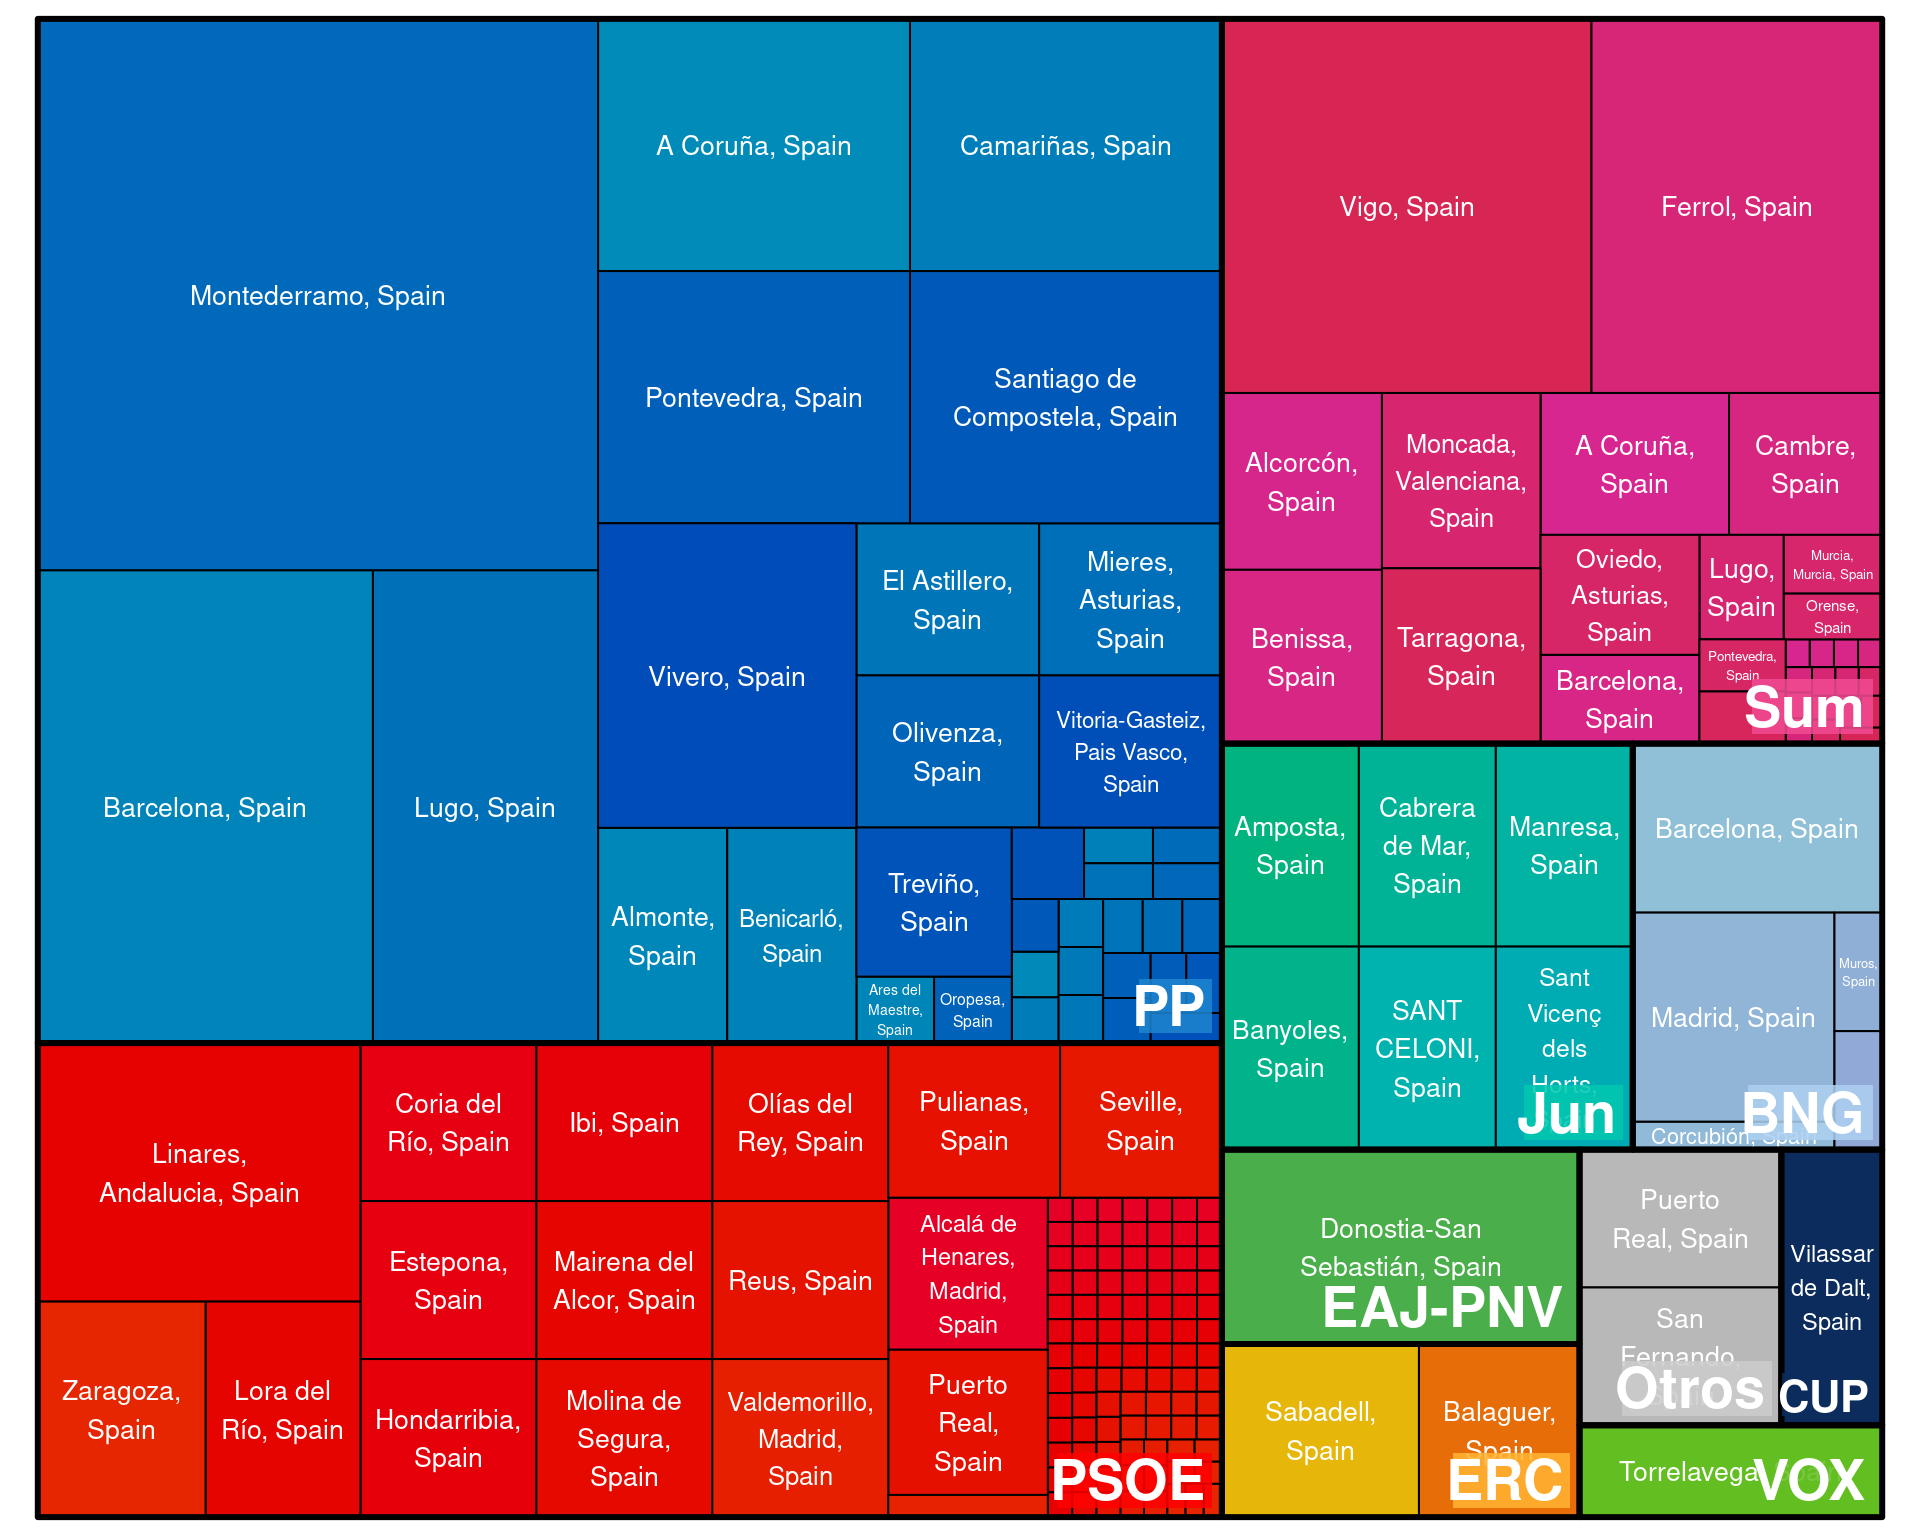 Montederramo, Spain
A Coruña, Spain
Camariñas, Spain
Pontevedra, Spain
Santiago de
Compostela, Spain
Barcelona, Spain
Lugo, Spain
Vivero, Spain
El Astillero,
Spain
Mieres,
Asturias,
Spain
Olivenza,
Spain
Vitoria-Gasteiz,
Pais Vasco,
Spain
Almonte,
Spain
Benicarló,
Spain
Treviño,
Spain
Ares del
Maestre,
Spain
Oropesa,
Spain
PP
Vigo, Spain
Ferrol, Spain
Alcorcón,
Spain
Moncada,
Valenciana,
Spain
A Coruña,
Spain
Cambre,
Spain
Benissa,
Spain
Tarragona,
Spain
Oviedo,
Asturias,
Spain
Lugo,
Spain
Murcia,
Murcia, Spain
Orense,
Spain
Barcelona,
Spain
Pontevedra,
Spain
Sum
Amposta,
Spain
Cabrera
de Mar,
Spain
Manresa,
Spain
Banyoles,
Spain
SANT
CELONI,
Spain
Sant
Vicenç
dels
Horts,
Jun
Barcelona, Spain
Madrid, Spain
Muros,
Spain
Corcubión, Spain
BNG
Linares,
Andalucia, Spain
Zaragoza,
Spain
Lora del
Río, Spain
Coria del
Río, Spain
Ibi, Spain
Olías del
Rey, Spain
Estepona,
Spain
Mairena del
Alcor, Spain
Reus, Spain
Hondarribia,
Spain
Molina de
Segura,
Spain
Valdemorillo,
Madrid,
Spain
Pulianas,
Spain
Seville,
Spain
Alcalá de
Henares,
Madrid,
Spain
Puerto
Real,
Spain
PSOE
Donostia-San
Sebastián, Spain
EAJ-PNV
Sabadell,
Spain
Balaguer,
Spain
ERC
Puerto
Real, Spain
San
Fernando,
Otros
Vilassar
de Dalt,
Spain
CUP
Torrelavega
VOX